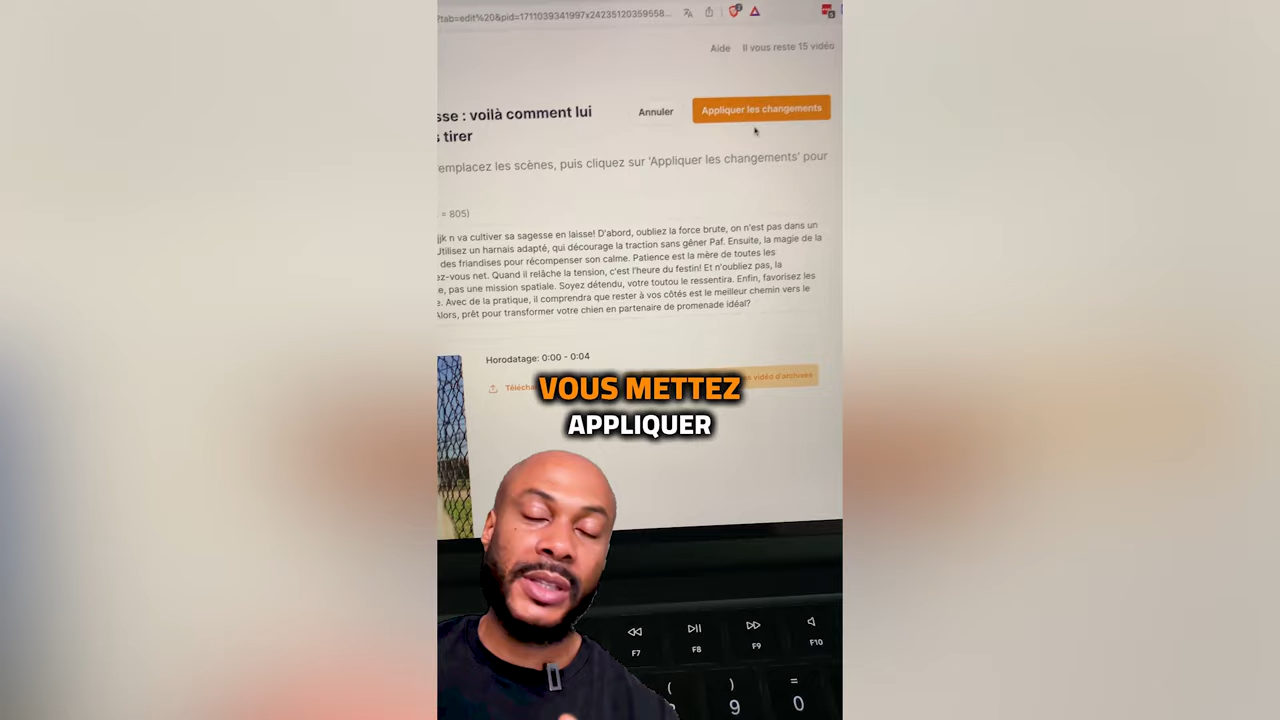 ?tab=edit%20&pid=1711039341997x24235120359558...
Aide Il vous reste 15 vidéo
sse : voilà comment lui
s tirer
Annuler
Appliquer les changements
emplacez les scènes, puis cliquez sur 'Appliquer les changements' pour
= 805)
jjk n va cultiver sa sagesse en laisse! D'abord, oubliez la force brute, on n'est pas dans un
Utilisez un harnais adapté, qui décourage la traction sans gêner Paf. Ensuite, la magie de la
des friandises pour récompenser son calme. Patience est la mère de toutes les
ez-vous net. Quand il relâche la tension, c'est l'heure du festin! Et n'oubliez pas, la
e, pas une mission spatiale. Soyez détendu, votre toutou le ressentira. Enfin, favorisez les
e. Avec de la pratique, il comprendra que rester à vos côtés est le meilleur chemin vers le
Alors, prêt pour transformer votre chien en partenaire de promenade idéal?
Horodatage: 0:00 - 0:04
Télécha
s vidéo d'archives
VOUS METTEZ
APPLIQUER
F7 F8 F9 F10
( ) =
9 0